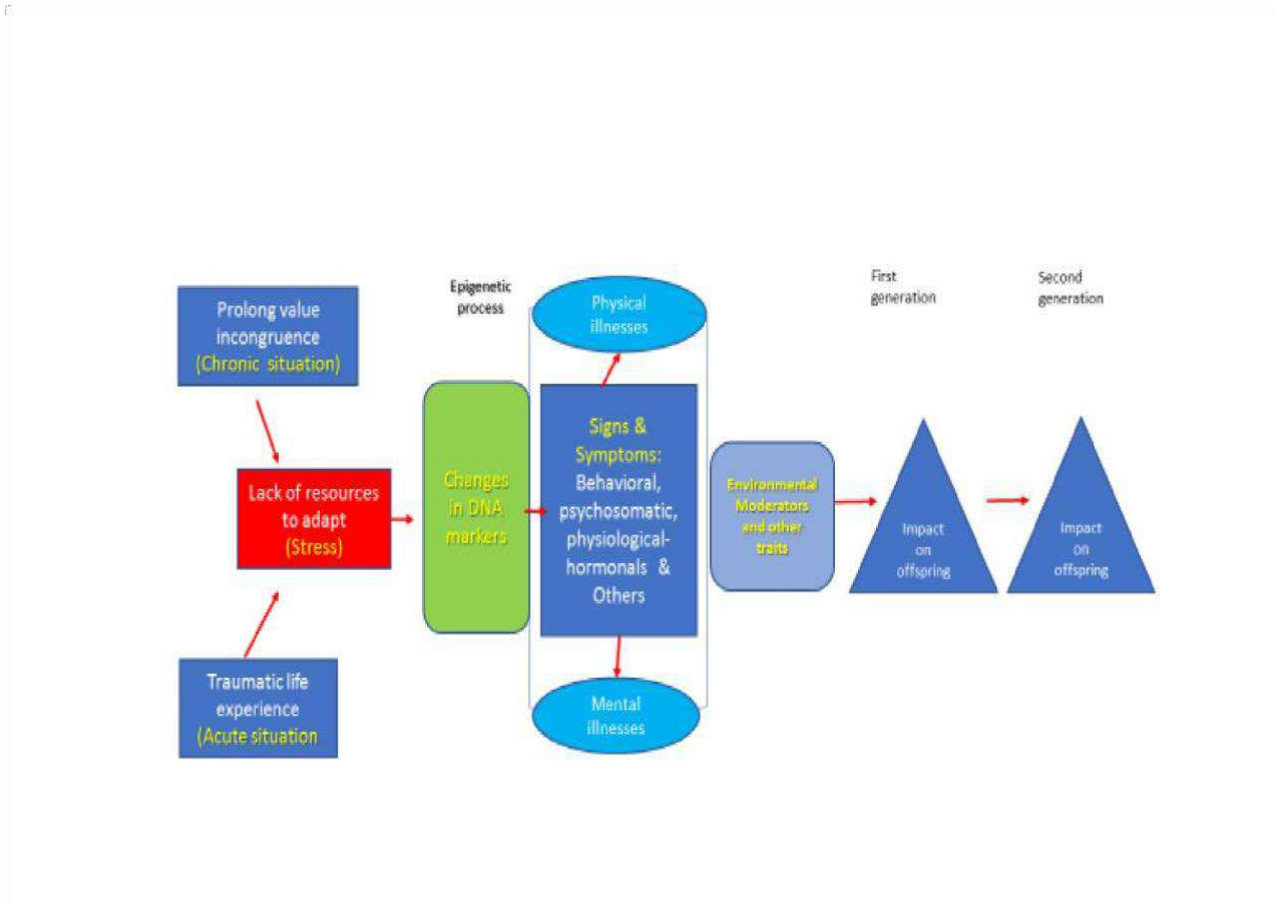 Prolong value
incongruence
(Chronic situation)
Lack of resources
to adapt
(Stress)
Traumatic life
experience
(Acute situation
Epigenetic
process
Changes
in DNA
markers
Physical
illnesses
Signs &
Symptoms:
Behavioral,
psychosomatic,
physiological-
hormonals & 
Others
Mental
illnesses
Environmental
Moderators
and other
traits
First
generation
Impact
on
offspring
Second
generation
Impact
on
offspring